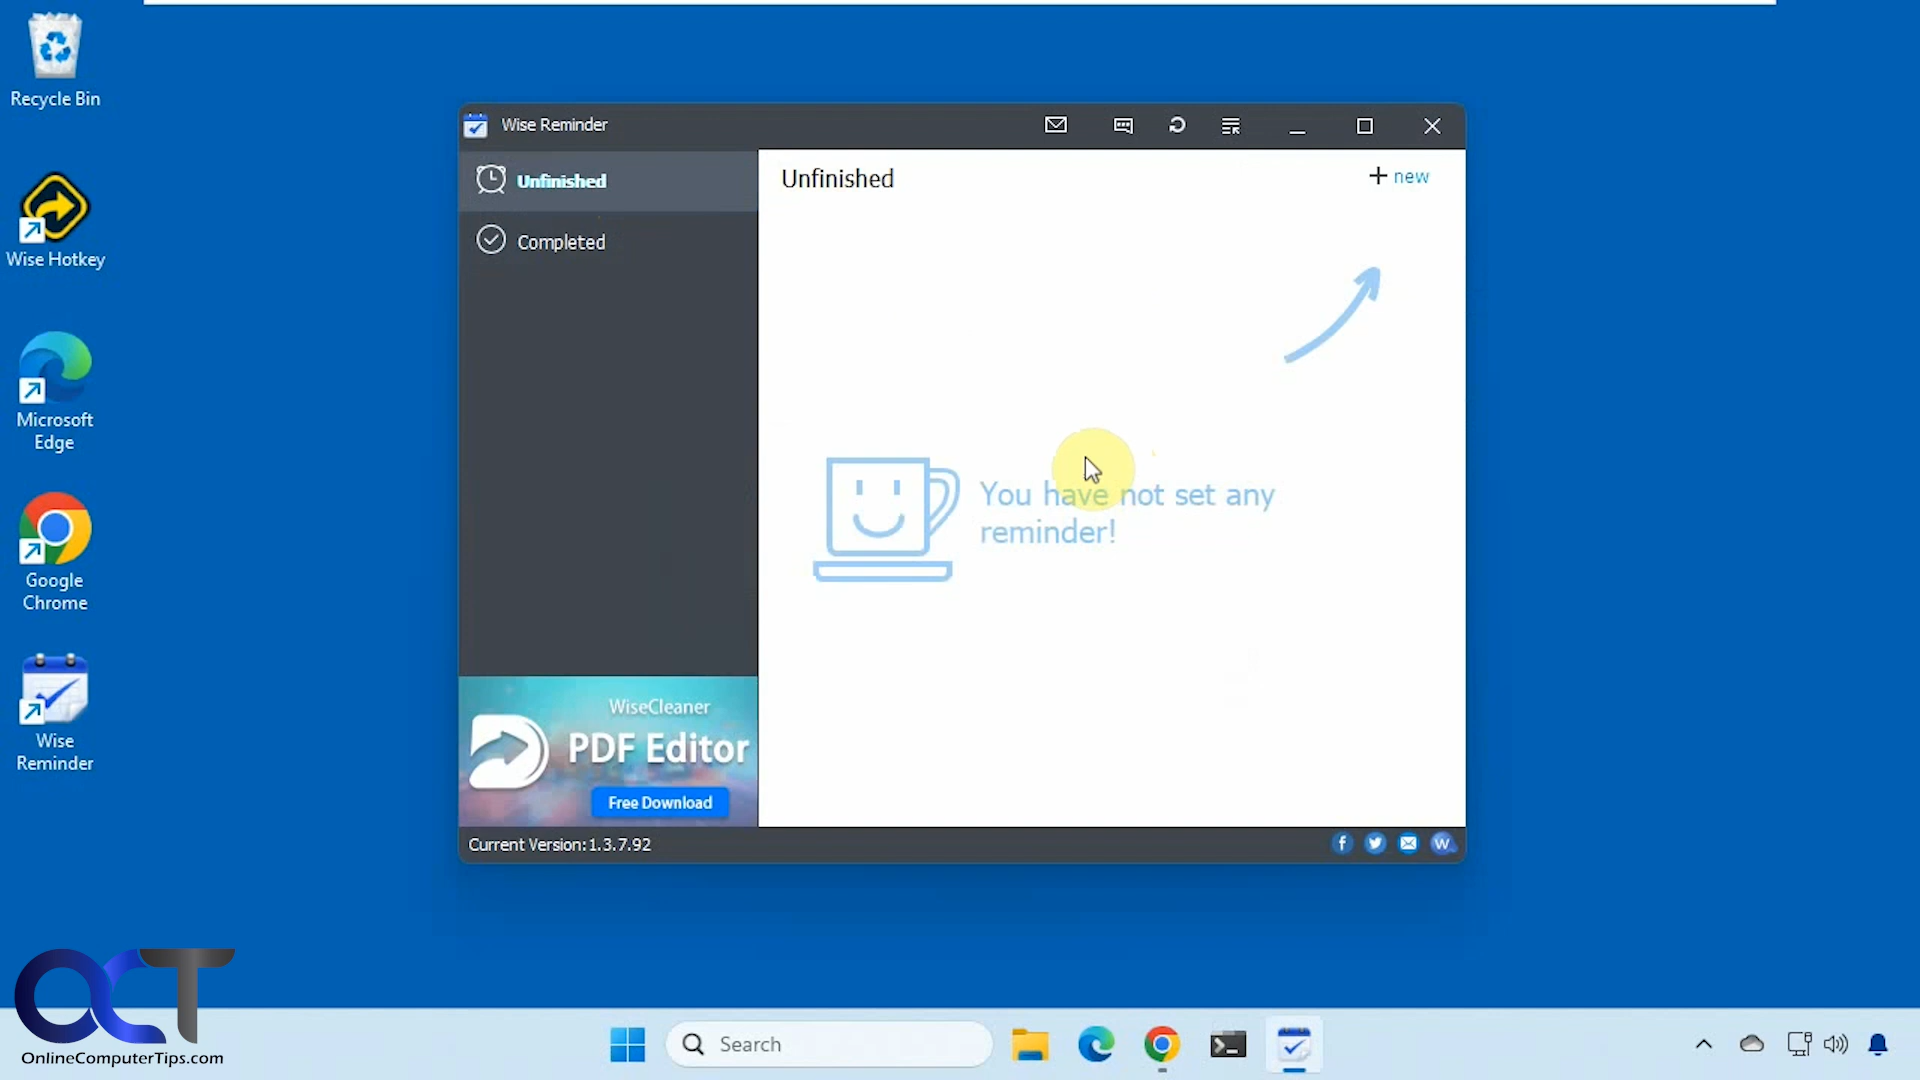 Recycle Bin
Wise Hotkey
Microsoft
Edge
Google
Chrome
Wise
Reminder
Wise Reminder
Unfinished
Completed
Unfinished
+ new
You have not set any
reminder!
WiseCleaner
PDF Editor
Free Download
Current Version:1.3.7.92
OCT
OnlineComputerTips.com
Search